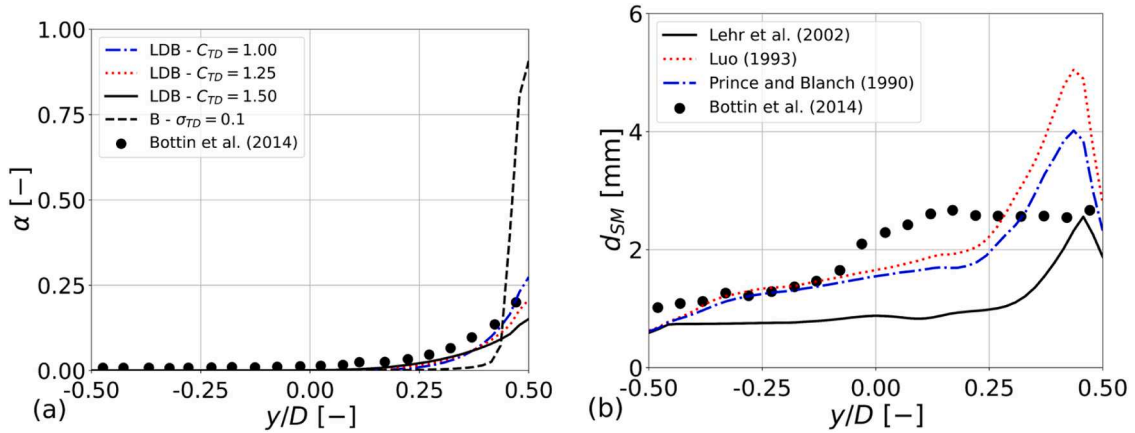 1.00
0.75
0.50
0.25
0.00
α [−]
LDB - C_TD = 1.00
LDB - C_TD = 1.25
LDB - C_TD = 1.50
B - σ_TD = 0.1
Bottin et al. (2014)
-0.50 -0.25 0.00 0.25 0.50
y/D [−]
(a)
6
4
2
0
d_SM [mm]
Lehr et al. (2002)
Luo (1993)
Prince and Blanch (1990)
Bottin et al. (2014)
-0.50 -0.25 0.00 0.25 0.50
y/D [−]
(b)